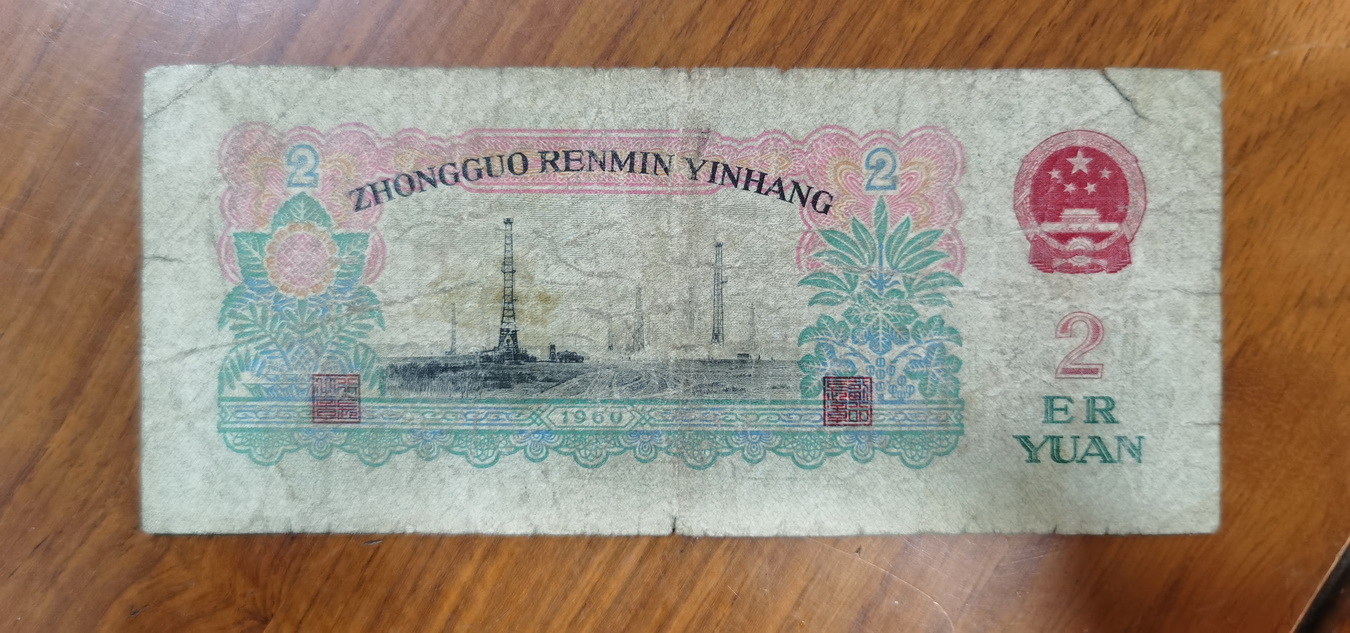 2
ZHONGGUO RENMIN YINHANG
2
2
ER
YUAN
1960